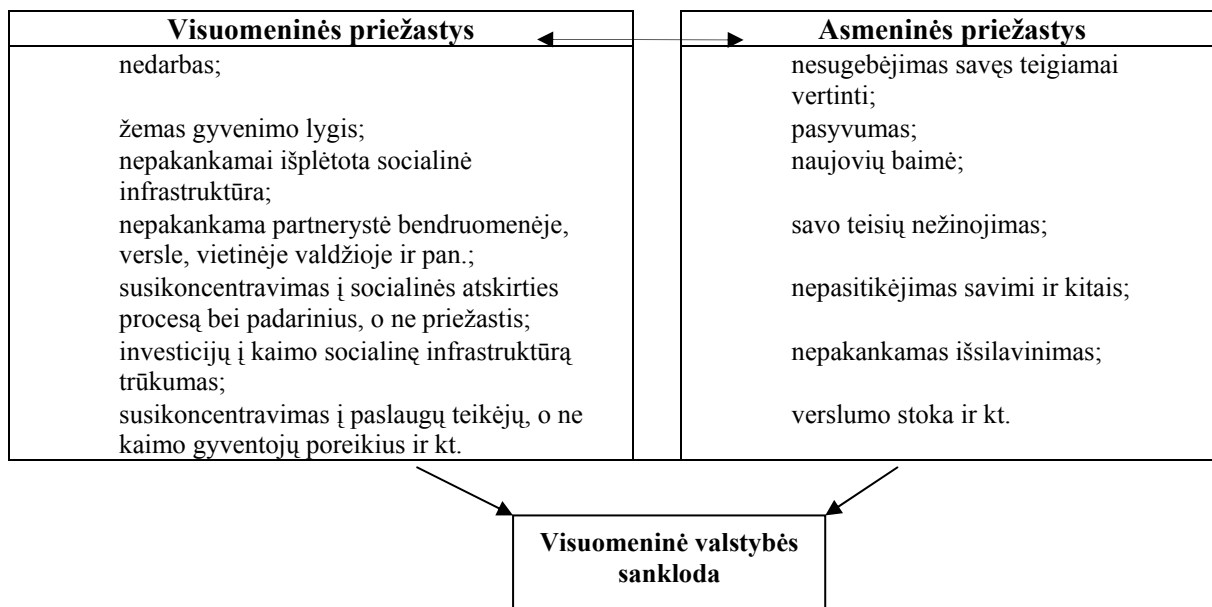 Visuomeninės priežastys
nedarbas;
žemas gyvenimo lygis;
nepakankamai išplėtota socialinė
infrastruktūra;
nepakankama partnerystė bendruomenėje,
versle, vietinėje valdžioje ir pan.;
susikoncentravimas į socialinės atskirties
procesą bei padarinius, o ne priežastis;
investicijų į kaimo socialinę infrastruktūrą
trūkumas;
susikoncentravimas į paslaugų teikėjų, o ne
kaimo gyventojų poreikius ir kt.
Asmeninės priežastys
nesugebėjimas savęs teigiamai
vertinti;
pasyvumas;
naujovių baimė;
savo teisių nežinojimas;
nepasitikėjimas savimi ir kitais;
nepakankamas išsilavinimas;
verslumo stoka ir kt.
Visuomeninė valstybės
sankloda